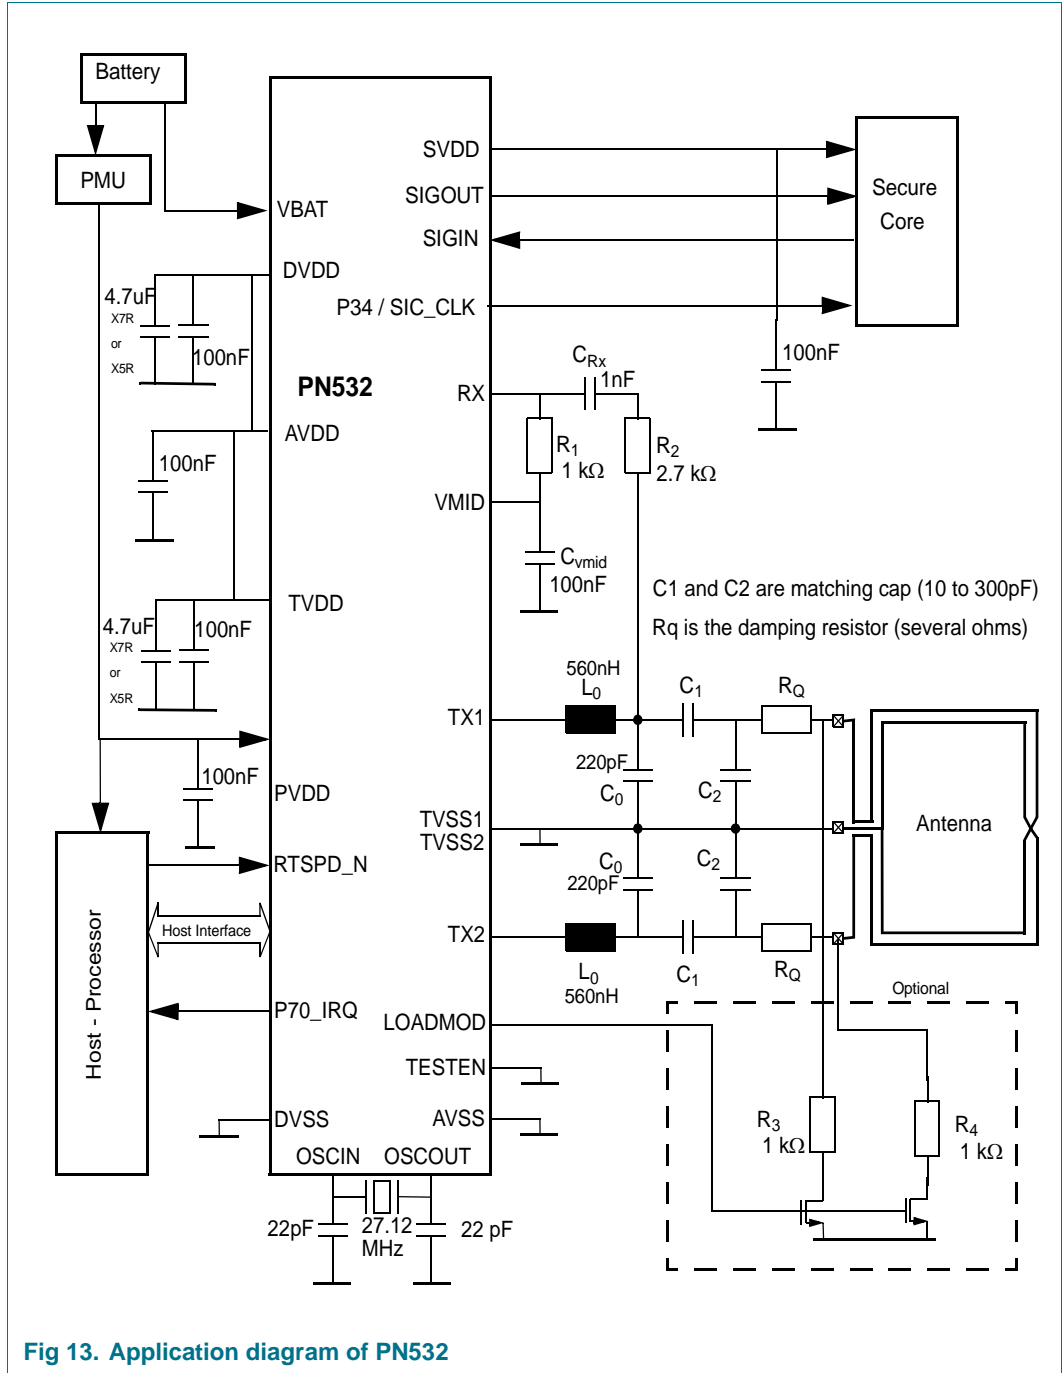 Battery
PMU
VBAT
DVDD
4.7uF
X7R
or
X5R
100nF
PN532
AVDD
100nF
TVDD
4.7uF
X7R
or
X5R
100nF
100nF
PVDD
RTSPD_N
Host Interface
Host - Processor
P70_IRQ
DVSS
OSCIN
OSCOUT
22pF
27.12
MHz
22 pF
SVDD
SIGOUT
SIGIN
P34 / SIC_CLK
Secure
Core
100nF
RX
CRx
1nF
R1
1 kΩ
R2
2.7 kΩ
VMID
Cvmid
100nF
C1 and C2 are matching cap (10 to 300pF)
Rq is the damping resistor (several ohms)
560nH
L0
C1
RQ
TX1
220pF
C0
C2
TVSS1
TVSS2
Antenna
C0
220pF
C2
TX2
L0
560nH
C1
RQ
Optional
LOADMOD
TESTEN
AVSS
R3
1 kΩ
R4
1 kΩ
Fig 13. Application diagram of PN532